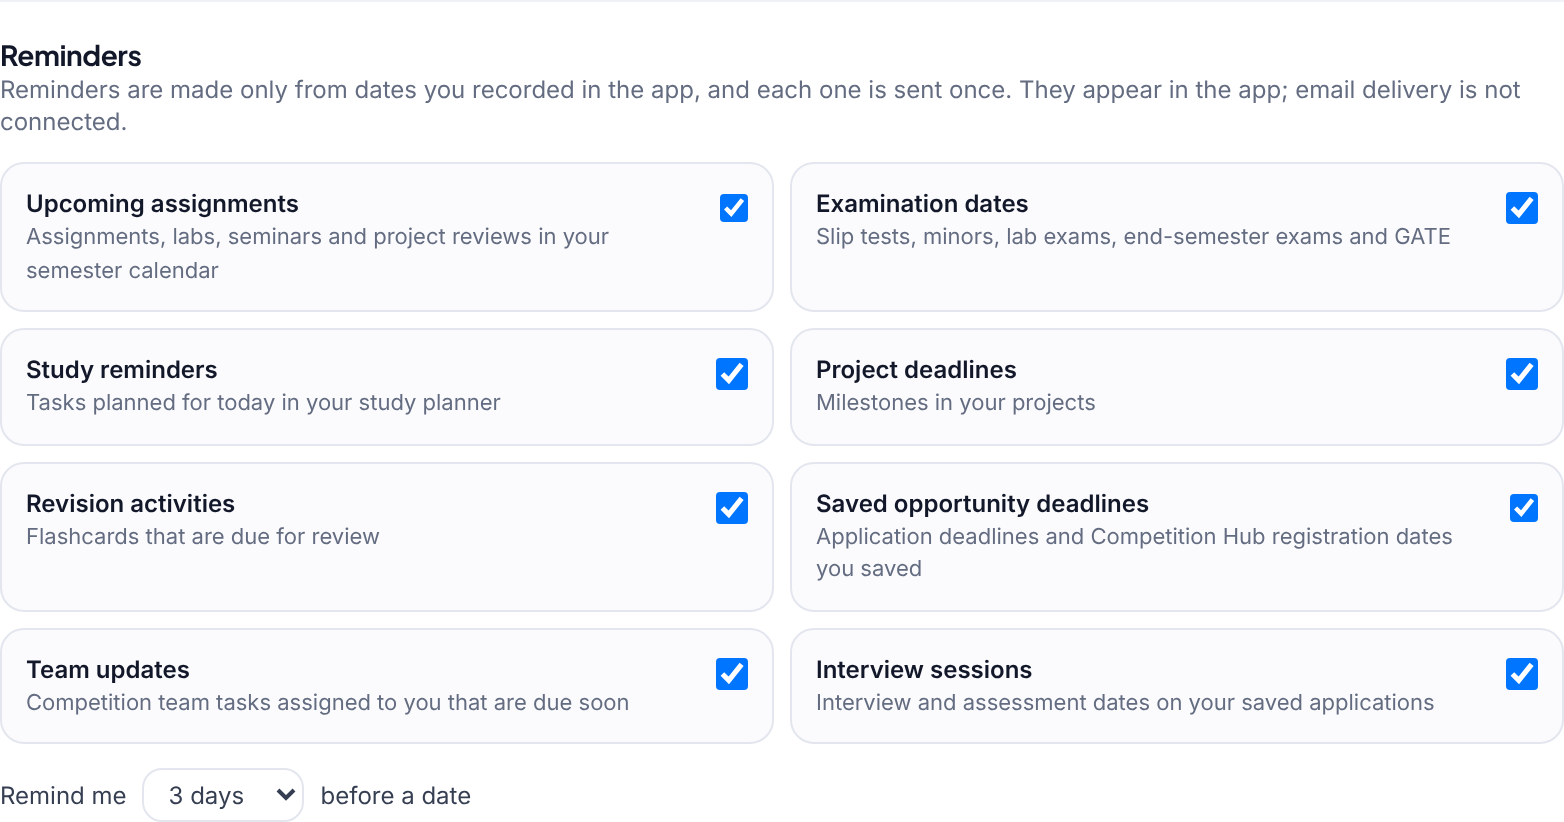 Reminders
Reminders are made only from dates you recorded in the app, and each one is sent once. They appear in the app; email delivery is not
connected.
Upcoming assignments
Assignments, labs, seminars and project reviews in your
semester calendar
Examination dates
Slip tests, minors, lab exams, end-semester exams and GATE
Study reminders
Tasks planned for today in your study planner
Project deadlines
Milestones in your projects
Revision activities
Flashcards that are due for review
Saved opportunity deadlines
Application deadlines and Competition Hub registration dates
you saved
Team updates
Competition team tasks assigned to you that are due soon
Interview sessions
Interview and assessment dates on your saved applications
Remind me 3 days before a date